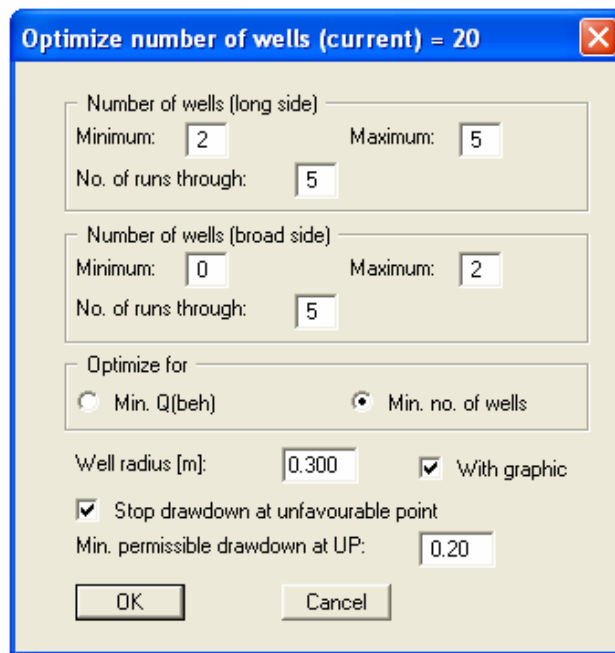 Optimize number of wells (current) = 20
Number of wells (long side)
Minimum: 2 Maximum: 5
No. of runs through: 5
Number of wells (broad side)
Minimum: 0 Maximum: 2
No. of runs through: 5
Optimize for
Min. Q(beh) Min. no. of wells
Well radius [m]: 0.300 With graphic
Stop drawdown at unfavourable point
Min. permissible drawdown at UP: 0.20
OK Cancel